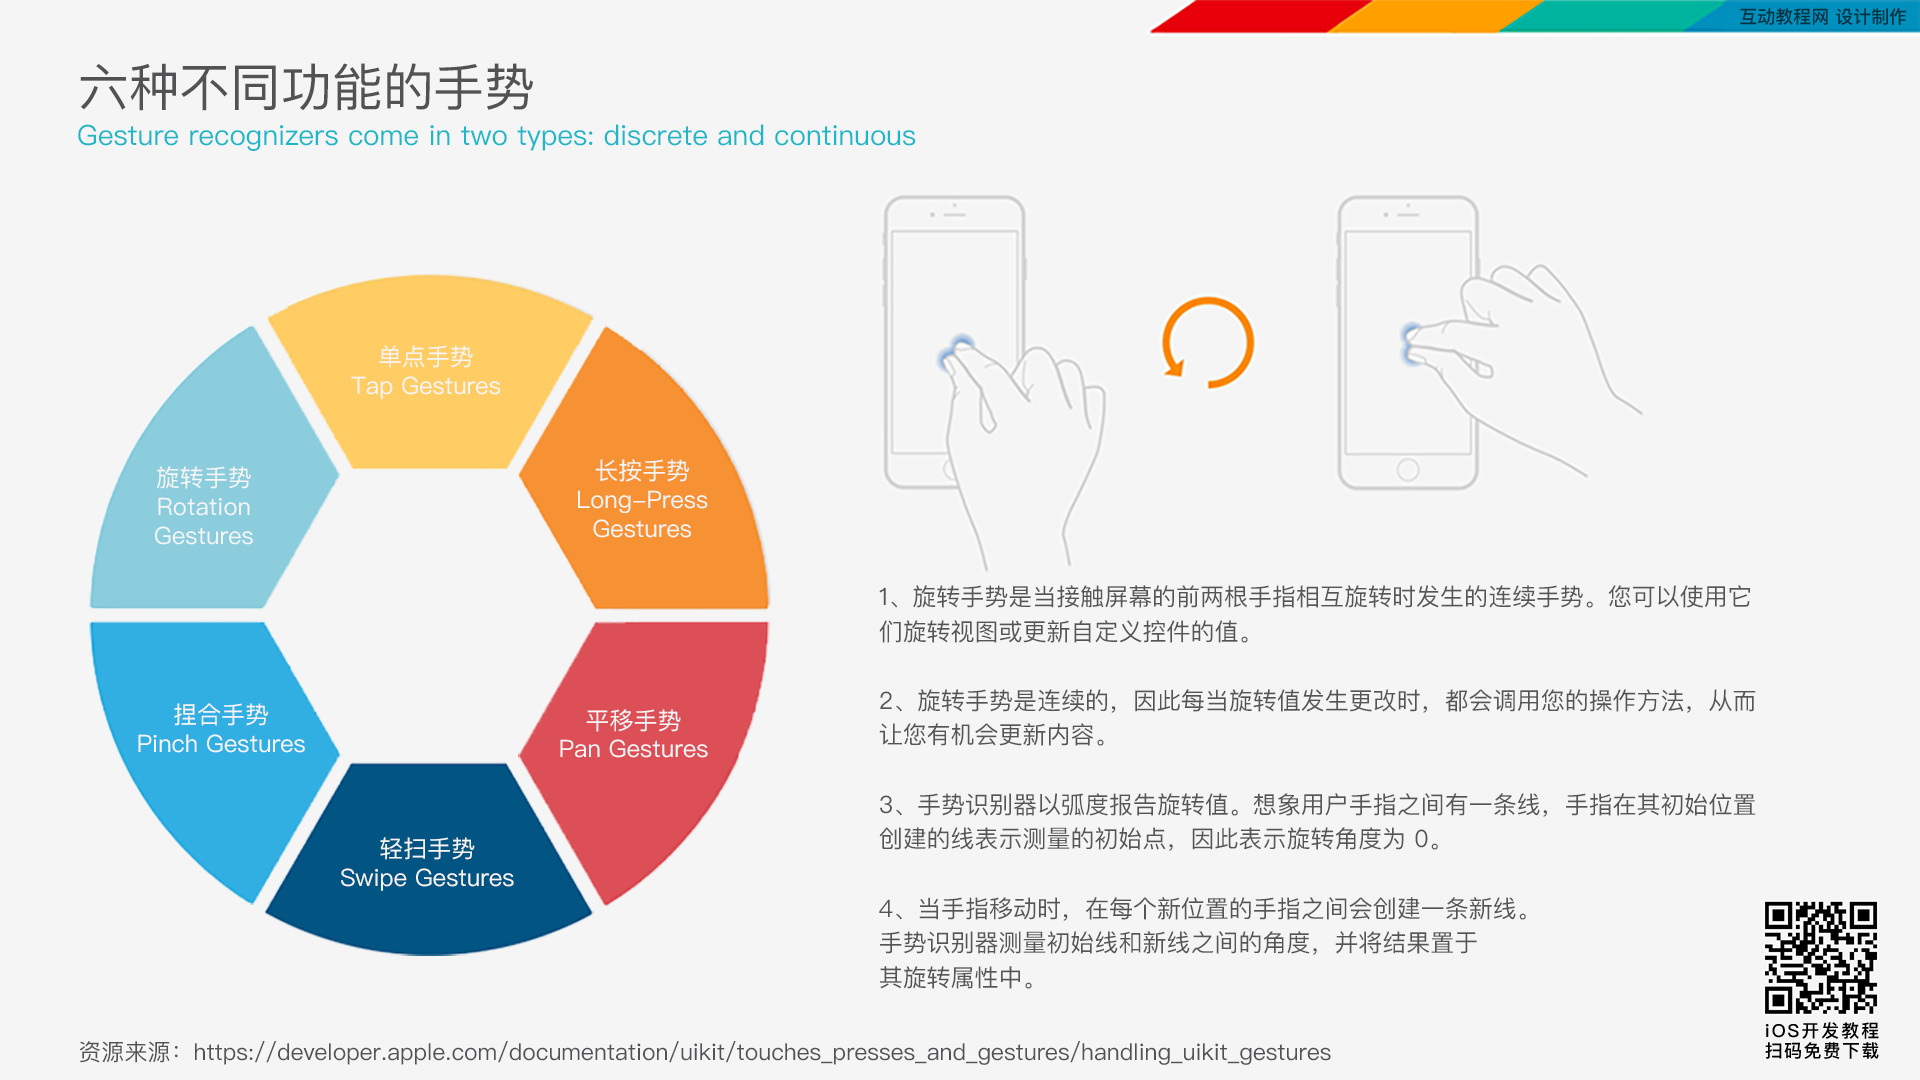 互动教程网 设计制作
六种不同功能的手势
Gesture recognizers come in two types: discrete and continuous
单点手势
Tap Gestures
长按手势
Long-Press
Gestures
旋转手势
Rotation
Gestures
捏合手势
Pinch Gestures
平移手势
Pan Gestures
轻扫手势
Swipe Gestures
1、旋转手势是当接触屏幕的前两根手指相互旋转时发生的连续手势。您可以使用它
们旋转视图或更新自定义控件的值。
2、旋转手势是连续的，因此每当旋转值发生更改时，都会调用您的操作方法，从而
让您有机会更新内容。
3、手势识别器以弧度报告旋转值。想象用户手指之间有一条线，手指在其初始位置
创建的线表示测量的初始点，因此表示旋转角度为 0。
4、当手指移动时，在每个新位置的手指之间会创建一条新线。
手势识别器测量初始线和新线之间的角度，并将结果置于
其旋转属性中。
iOS开发教程
扫码免费下载
资源来源：https://developer.apple.com/documentation/uikit/touches_presses_and_gestures/handling_uikit_gestures